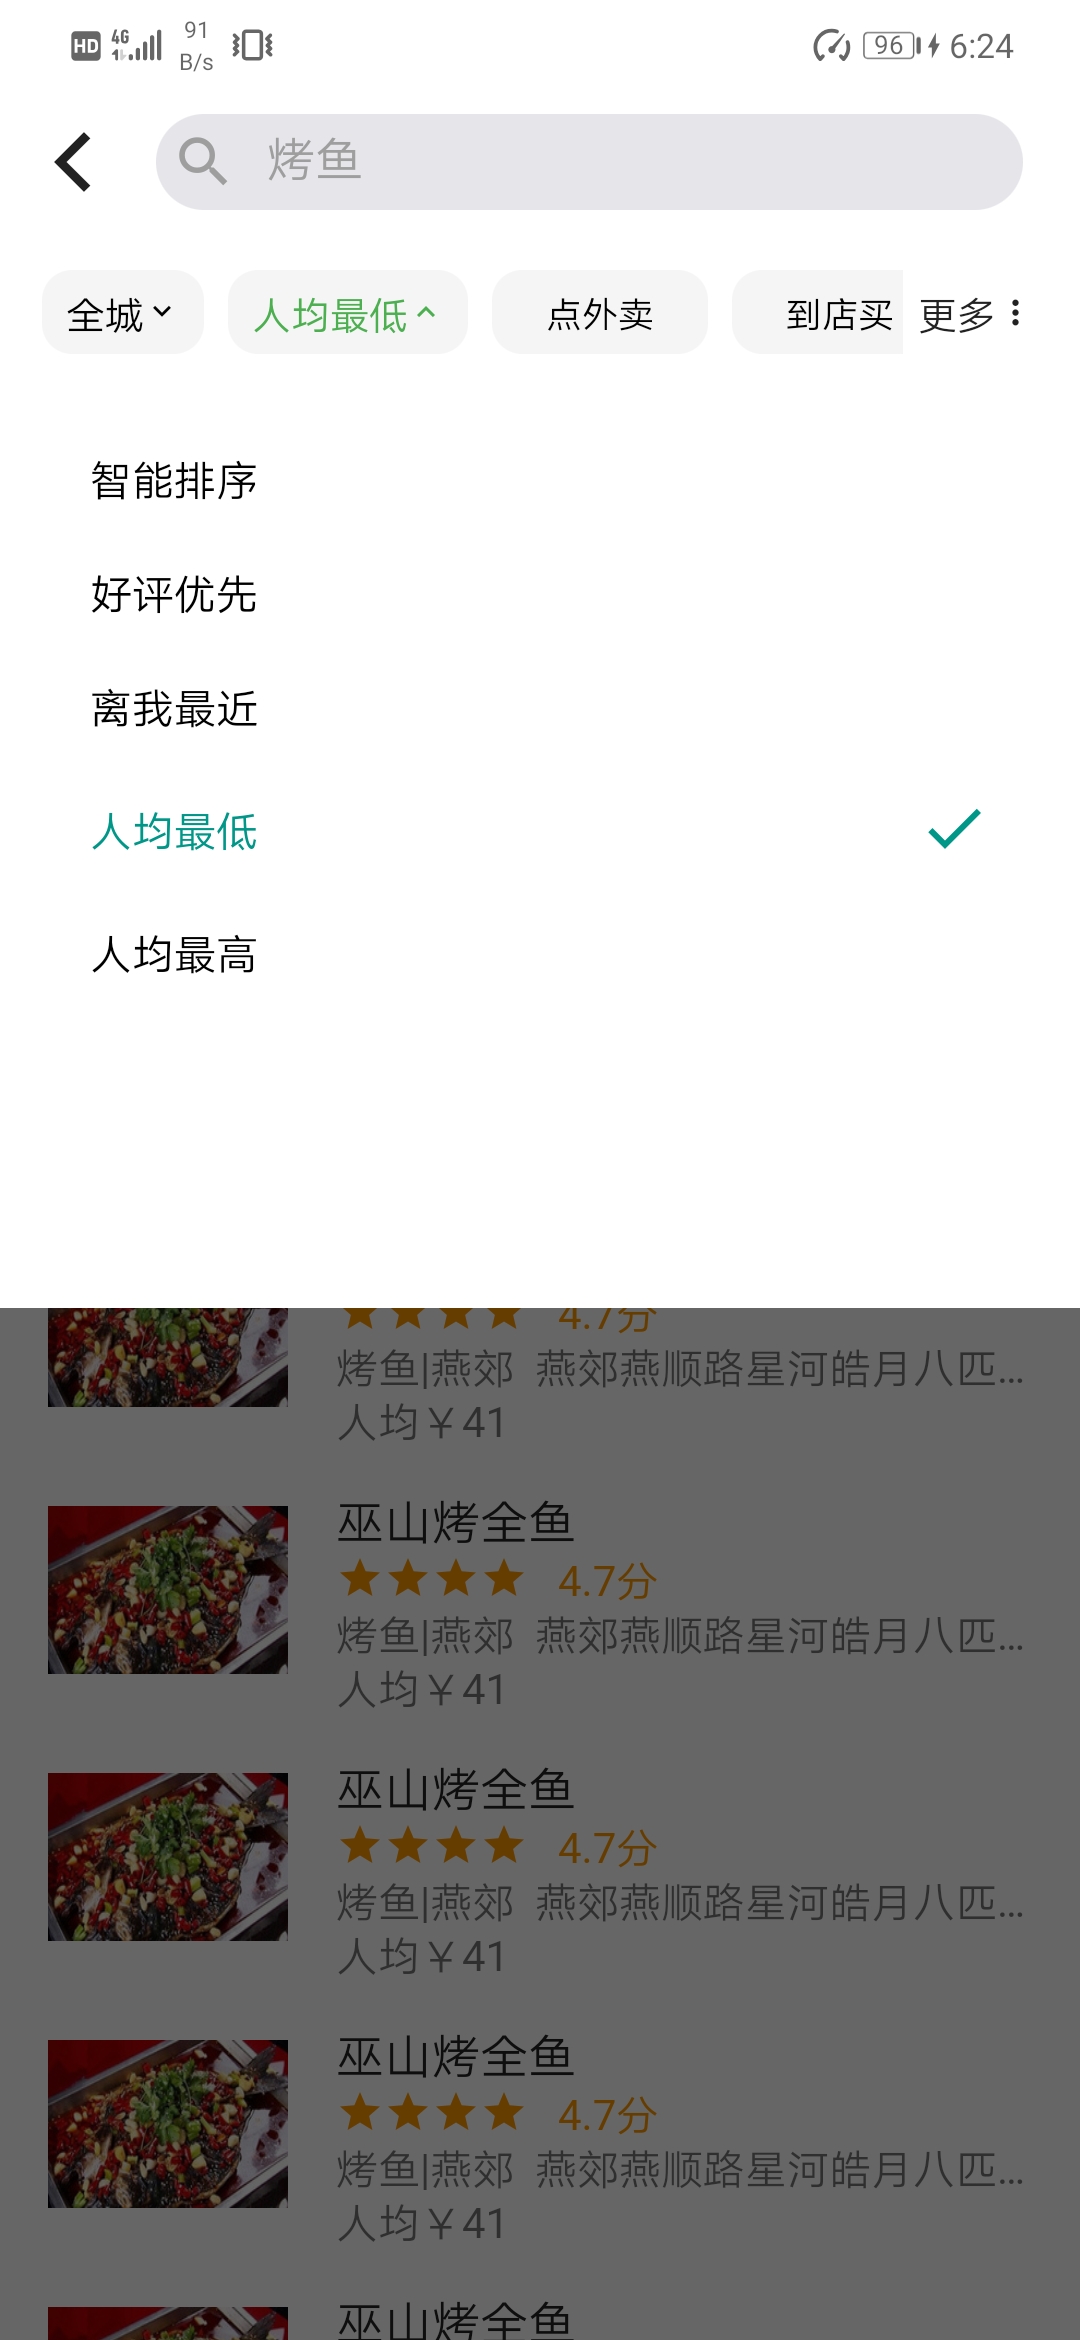 HD 4G 91 B/s 96 6:24
烤鱼
全城 人均最低 点外卖 到店买 更多
智能排序
好评优先
离我最近
人均最低
人均最高
4.7分
烤鱼|燕郊 燕郊燕顺路星河皓月八匹...
人均￥41
巫山烤全鱼
4.7分
烤鱼|燕郊 燕郊燕顺路星河皓月八匹...
人均￥41
巫山烤全鱼
4.7分
烤鱼|燕郊 燕郊燕顺路星河皓月八匹...
人均￥41
巫山烤全鱼
4.7分
烤鱼|燕郊 燕郊燕顺路星河皓月八匹...
人均￥41
巫山烤全鱼